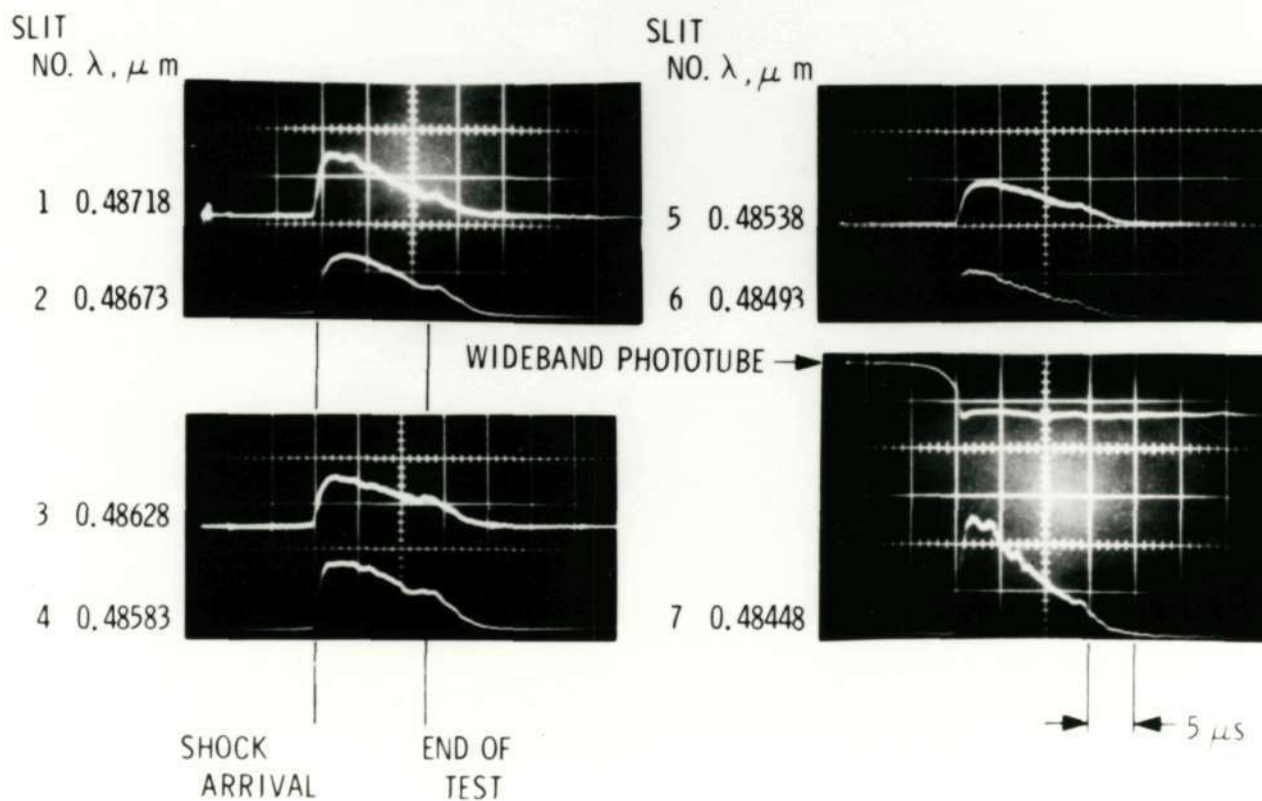 SLIT
NO. λ, μ m
1 0.48718
2 0.48673
3 0.48628
4 0.48583
SHOCK
ARRIVAL
END OF
TEST
SLIT
NO. λ, μ m
5 0.48538
6 0.48493
WIDEBAND PHOTOTUBE
7 0.48448
5 μs